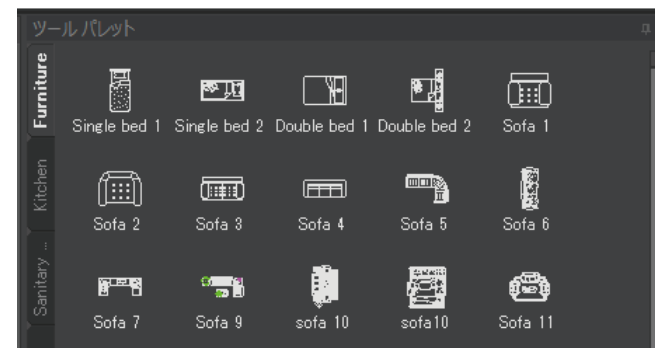 ツール パレット
Furniture
Kitchen
Sanitary ...
Single bed 1
Single bed 2
Double bed 1
Double bed 2
Sofa 1
Sofa 2
Sofa 3
Sofa 4
Sofa 5
Sofa 6
Sofa 7
Sofa 9
sofa 10
sofa10
Sofa 11